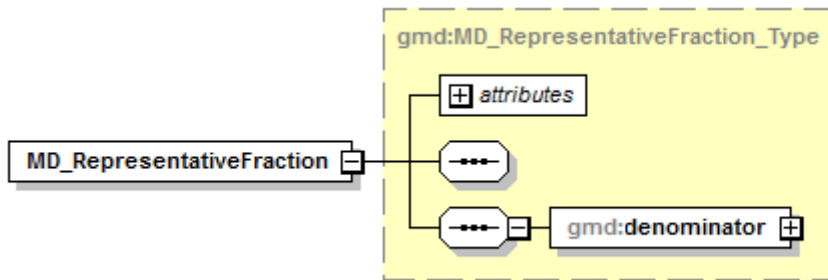 gmd:MD_RepresentativeFraction_Type
attributes
MD_RepresentativeFraction
gmd:denominator